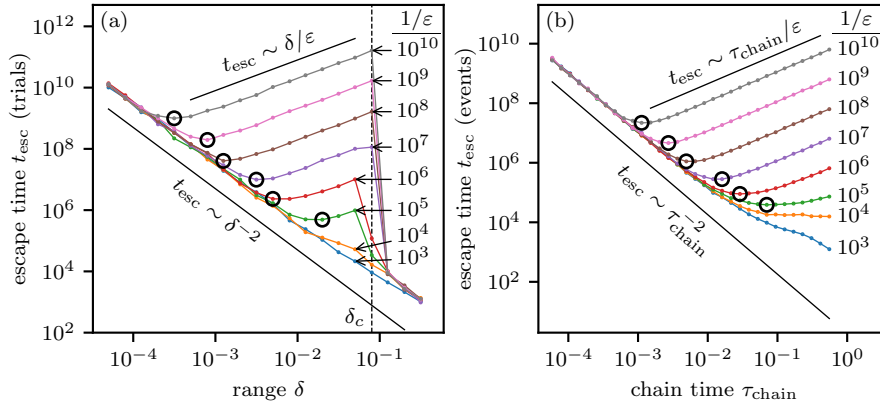 (a)
1/ε
t_esc ∼ δ/ε
10^12
10^10
10^8
10^6
10^4
10^2
escape time t_esc (trials)
10^10
10^9
10^8
10^7
10^6
10^5
10^4
10^3
t_esc ∼ δ^−2
δ_c
10^−4
10^−3
10^−2
10^−1
range δ
(b)
1/ε
t_esc ∼ τ_chain/ε
10^10
10^8
10^6
10^4
10^2
escape time t_esc (events)
10^10
10^9
10^8
10^7
10^6
10^5
10^4
10^3
t_esc ∼ τ_chain^−2
10^−4
10^−3
10^−2
10^−1
10^0
chain time τ_chain